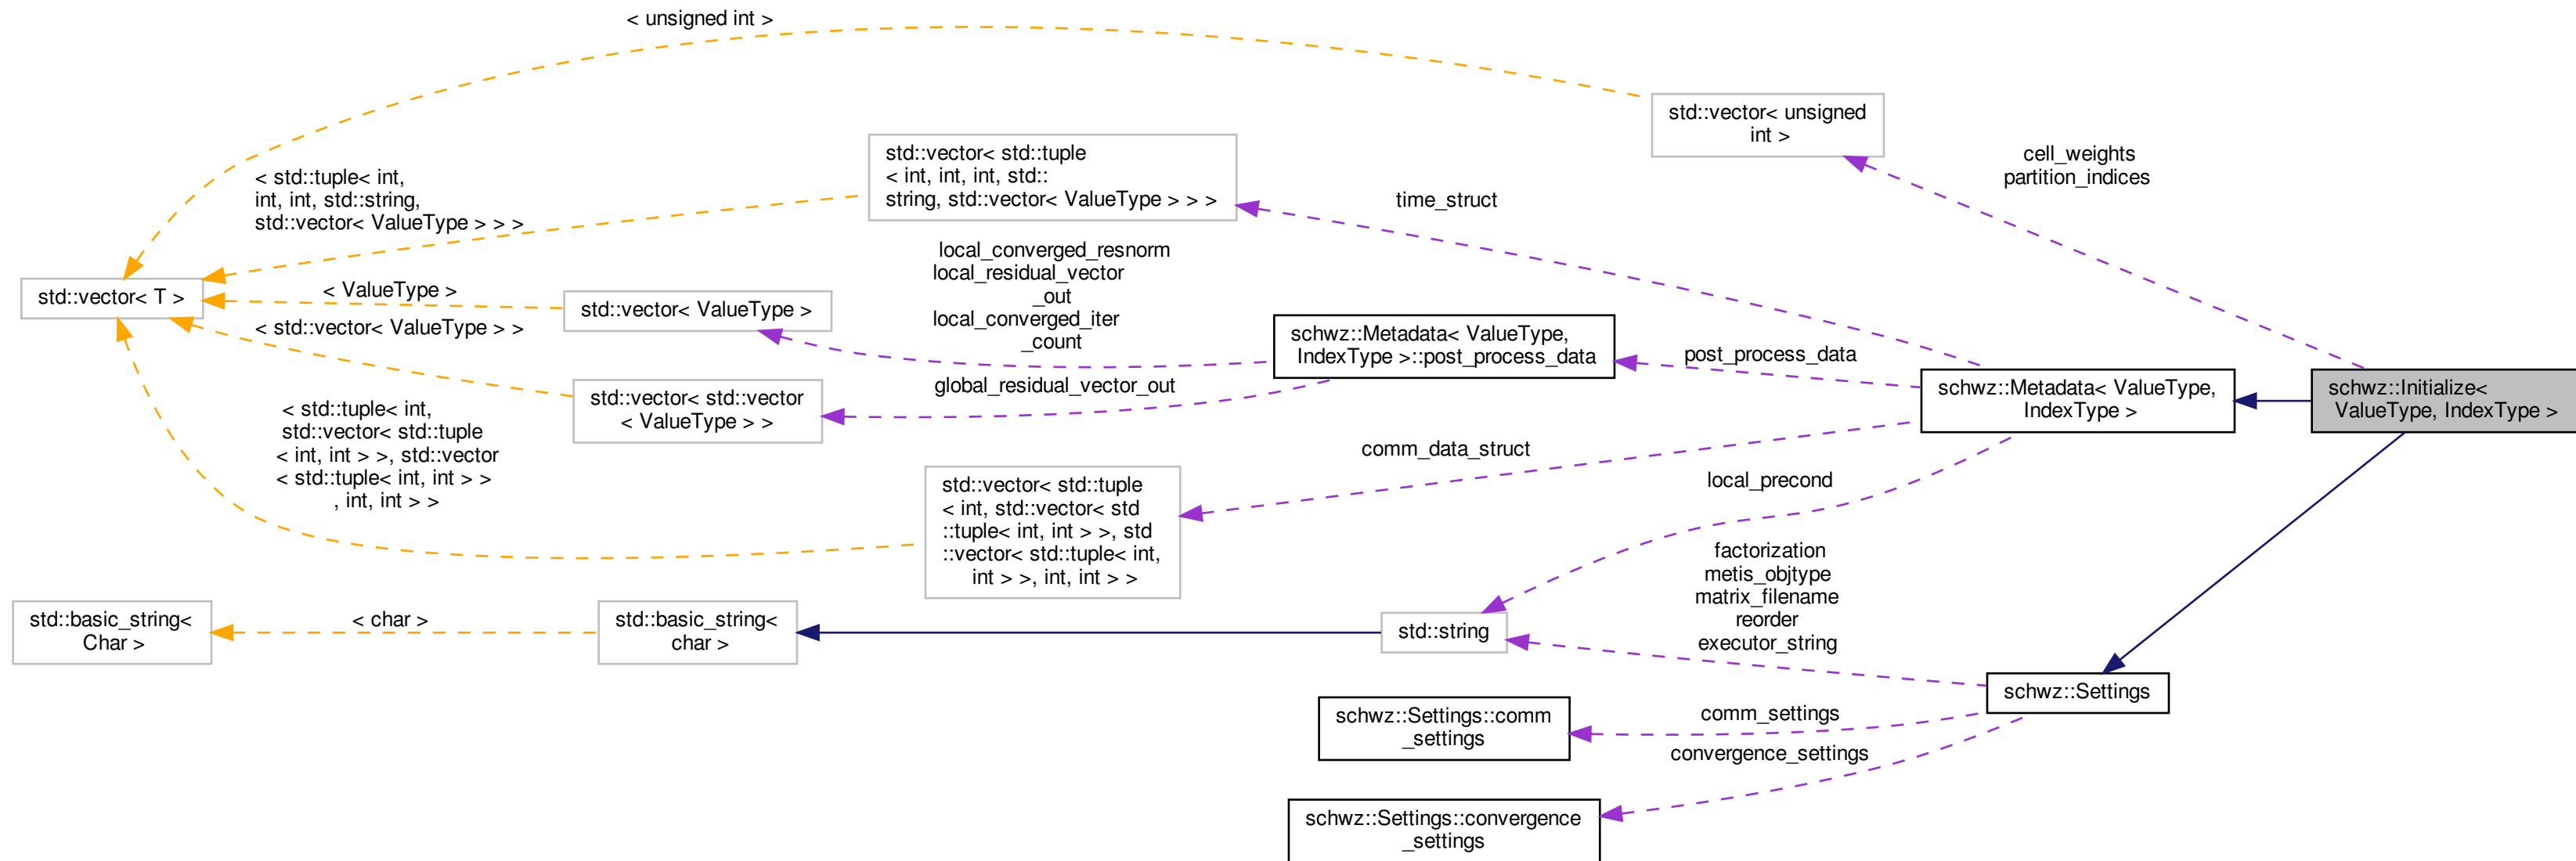 < unsigned int >
std::vector< unsigned
int >
cell_weights
partition_indices
std::vector< std::tuple
< int, int, int, std::
string, std::vector< ValueType > > >
< std::tuple< int,
int, int, std::string,
std::vector< ValueType > > >
time_struct
local_converged_resnorm
local_residual_vector
_out
local_converged_iter
_count
std::vector< T >
< ValueType >
std::vector< ValueType >
< std::vector< ValueType > >
schwz::Metadata< ValueType,
IndexType >::post_process_data
post_process_data
schwz::Metadata< ValueType,
IndexType >
schwz::Initialize<
ValueType, IndexType >
global_residual_vector_out
std::vector< std::vector
< ValueType > >
< std::tuple< int,
std::vector< std::tuple
< int, int > >, std::vector
< std::tuple< int, int > >
, int, int > >
comm_data_struct
local_precond
std::vector< std::tuple
< int, std::vector< std
::tuple< int, int > >, std
::vector< std::tuple< int,
int > >, int, int > >
factorization
metis_objtype
matrix_filename
reorder
executor_string
std::basic_string<
Char >
< char >
std::basic_string<
char >
std::string
schwz::Settings
schwz::Settings::comm
_settings
comm_settings
convergence_settings
schwz::Settings::convergence
_settings